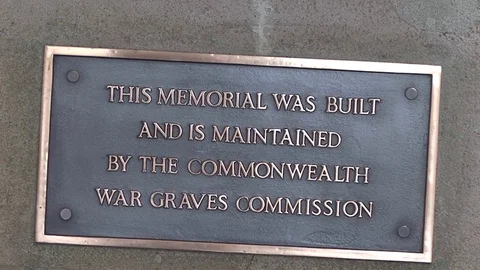 THIS MEMORIAL WAS BUILT
AND IS MAINTAINED
BY THE COMMONWEALTH
WAR GRAVES COMMISSION